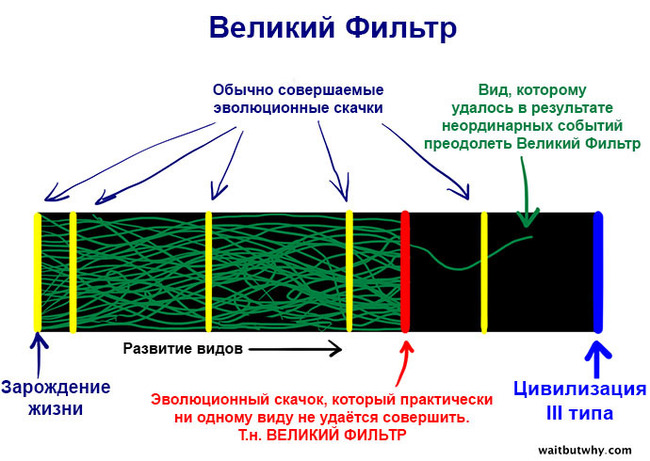 Великий Фильтр
Обычно совершаемые
эволюционные скачки
Вид, которому
удалось в результате
неординарных событий
преодолеть Великий Фильтр
Развитие видов
Зарождение
жизни
Эволюционный скачок, который практически
ни одному виду не удаётся совершить.
Т.н. ВЕЛИКИЙ ФИЛЬТР
Цивилизация
III типа
waitbutwhy.com